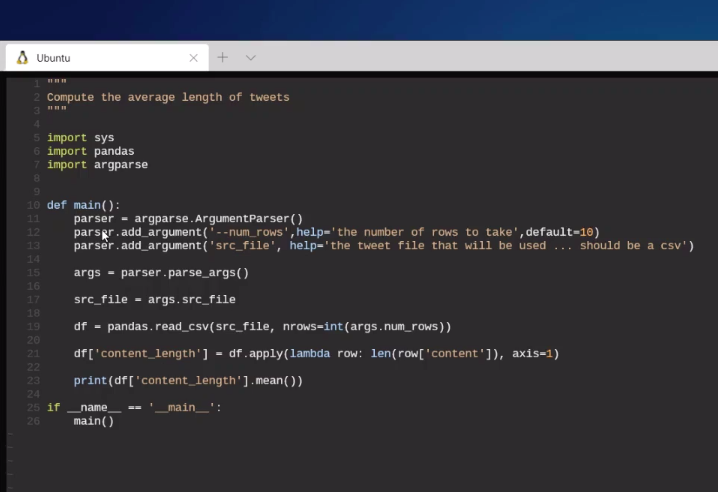 Ubuntu
1 """
2 Compute the average length of tweets
3 """
4
5 import sys
6 import pandas
7 import argparse
8
9
10 def main():
11     parser = argparse.ArgumentParser()
12     parser.add_argument('--num_rows',help='the number of rows to take',default=10)
13     parser.add_argument('src_file', help='the tweet file that will be used ... should be a csv')
14
15     args = parser.parse_args()
16
17     src_file = args.src_file
18
19     df = pandas.read_csv(src_file, nrows=int(args.num_rows))
20
21     df['content_length'] = df.apply(lambda row: len(row['content']), axis=1)
22
23     print(df['content_length'].mean())
24
25 if __name__ == '__main__':
26     main()
~
~
~
~
~